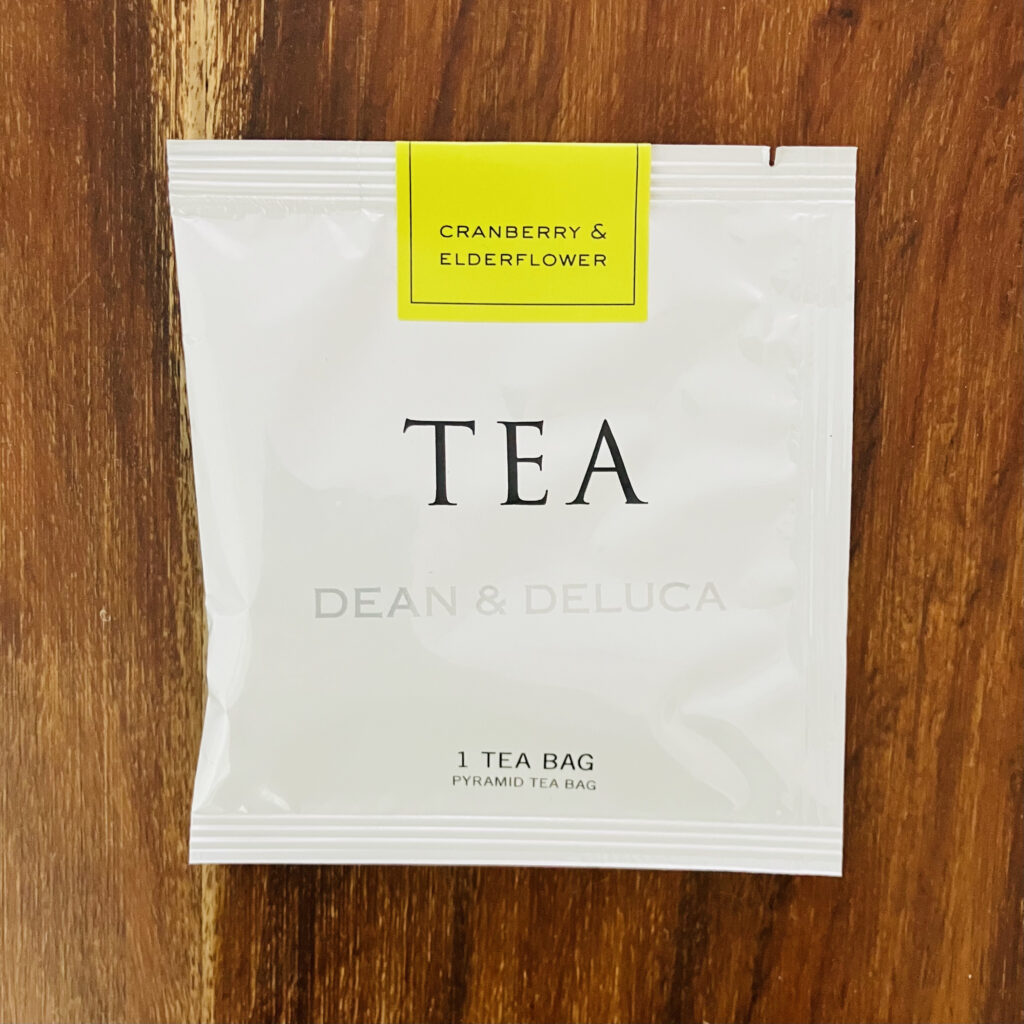 CRANBERRY &
ELDERFLOWER
TEA
DEAN & DELUCA
1 TEA BAG
PYRAMID TEA BAG